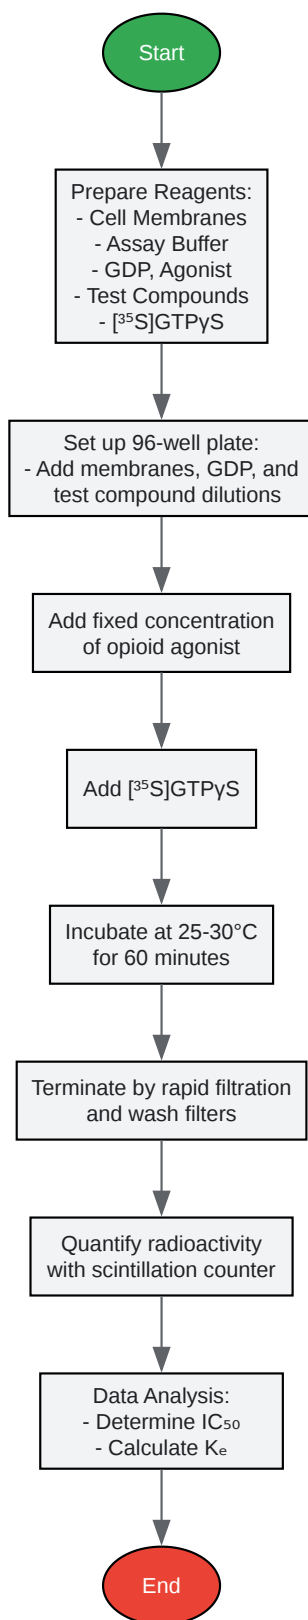 Start
Prepare Reagents:
- Cell Membranes
- Assay Buffer
- GDP, Agonist
- Test Compounds
- [³⁵S]GTPγS
Set up 96-well plate:
- Add membranes, GDP, and
test compound dilutions
Add fixed concentration
of opioid agonist
Add [³⁵S]GTPγS
Incubate at 25-30°C
for 60 minutes
Terminate by rapid filtration
and wash filters
Quantify radioactivity
with scintillation counter
Data Analysis:
- Determine IC₅₀
- Calculate Kₑ
End